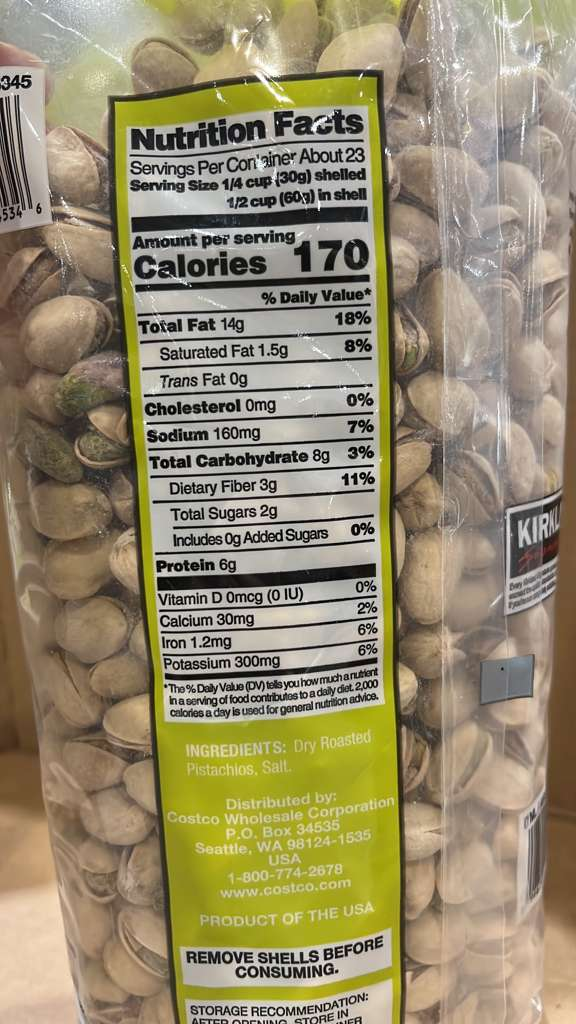 345
534 6
Nutrition Facts
Servings Per Container About 23
Serving Size 1/4 cup (30g) shelled
1/2 cup (60g) in shell
Amount per serving
Calories 170
% Daily Value*
Total Fat 14g 18%
Saturated Fat 1.5g 8%
Trans Fat 0g
Cholesterol 0mg 0%
Sodium 160mg 7%
Total Carbohydrate 8g 3%
Dietary Fiber 3g 11%
Total Sugars 2g
Includes 0g Added Sugars 0%
Protein 6g
Vitamin D 0mcg (0 IU) 0%
Calcium 30mg 2%
Iron 1.2mg 6%
Potassium 300mg 6%
*The % Daily Value (DV) tells you how much a nutrient
in a serving of food contributes to a daily diet. 2,000
calories a day is used for general nutrition advice.
INGREDIENTS: Dry Roasted
Pistachios, Salt.
Distributed by:
Costco Wholesale Corporation
P.O. Box 34535
Seattle, WA 98124-1535
USA
1-800-774-2678
www.costco.com
PRODUCT OF THE USA
REMOVE SHELLS BEFORE
CONSUMING.
STORAGE RECOMMENDATION:
AFTER OPENING, STORE IN
KIRKL